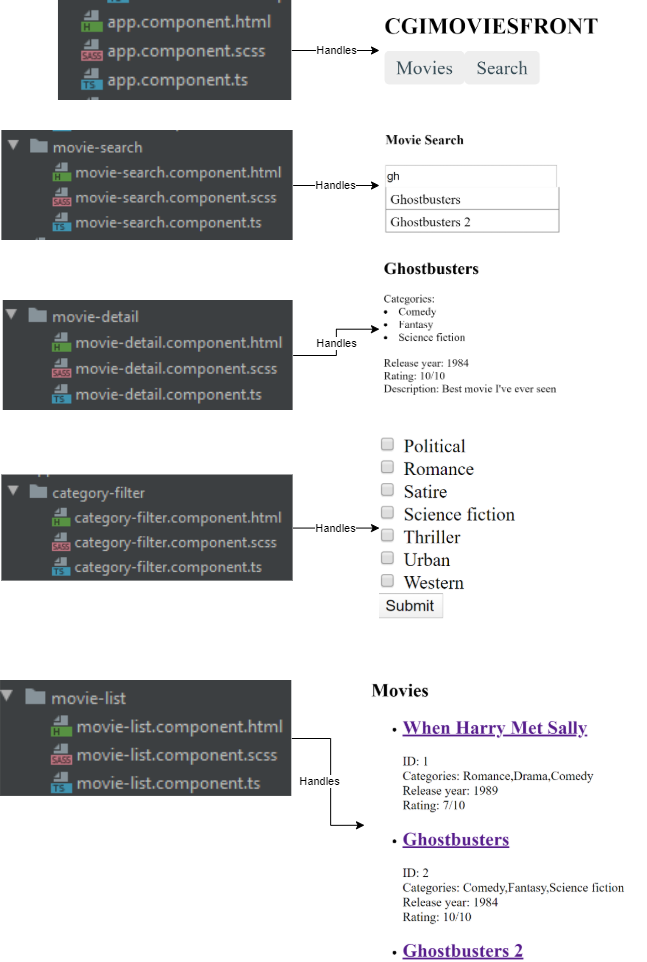 app.component.html
app.component.scss
app.component.ts
Handles
CGIMOVIESFRONT
Movies Search
movie-search
movie-search.component.html
movie-search.component.scss
movie-search.component.ts
Handles
Movie Search
gh
Ghostbusters
Ghostbusters 2
movie-detail
movie-detail.component.html
movie-detail.component.scss
movie-detail.component.ts
Handles
Ghostbusters
Categories:
• Comedy
• Fantasy
• Science fiction
Release year: 1984
Rating: 10/10
Description: Best movie I've ever seen
category-filter
category-filter.component.html
category-filter.component.scss
category-filter.component.ts
Handles
Political
Romance
Satire
Science fiction
Thriller
Urban
Western
Submit
movie-list
movie-list.component.html
movie-list.component.scss
movie-list.component.ts
Handles
Movies
• When Harry Met Sally
ID: 1
Categories: Romance,Drama,Comedy
Release year: 1989
Rating: 7/10
• Ghostbusters
ID: 2
Categories: Comedy,Fantasy,Science fiction
Release year: 1984
Rating: 10/10
• Ghostbusters 2